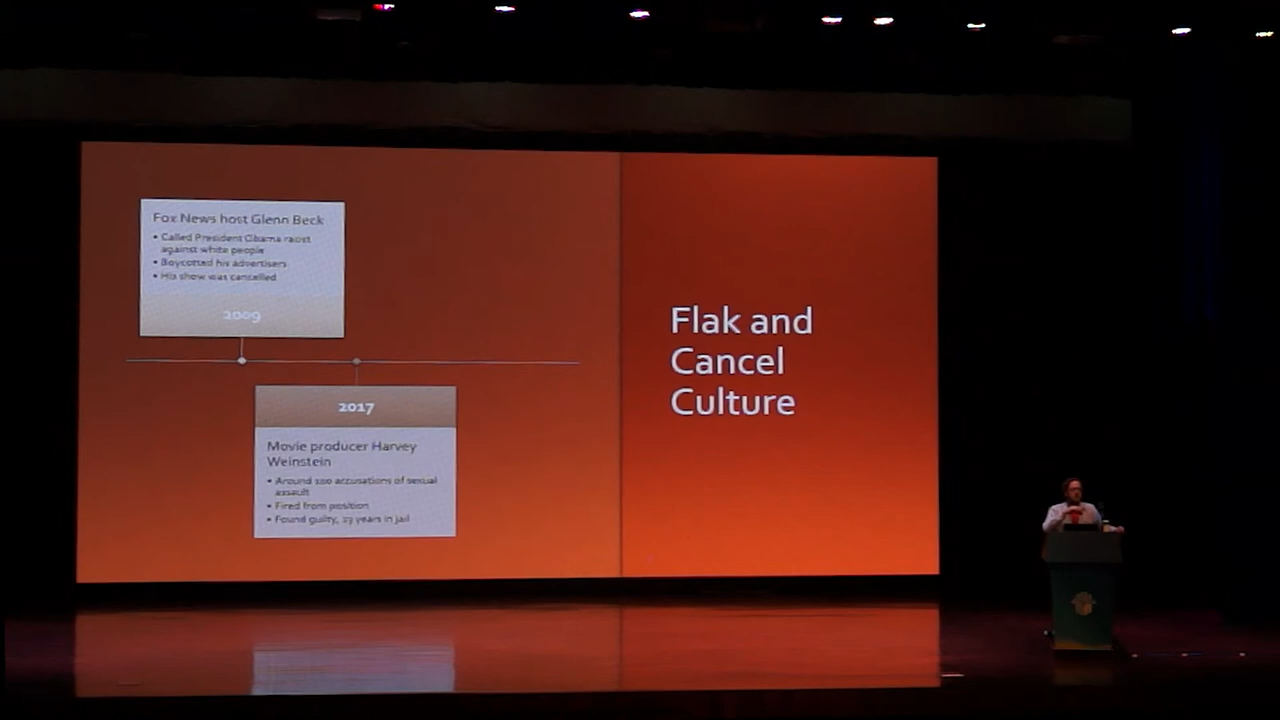 Fox News host Glenn Beck
• Called President Obama racist
against white people
• Boycotted his advertisers
• His show was cancelled
2009
2017
Movie producer Harvey
Weinstein
• Around 100 accusations of sexual
assault
• Fired from position
• Found guilty, 23 years in jail
Flak and
Cancel
Culture